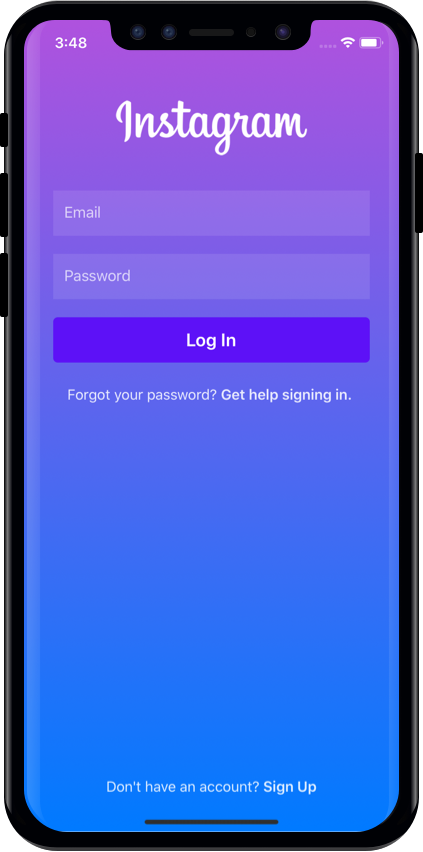 3:48
Instagram
Email
Password
Log In
Forgot your password? Get help signing in.
Don't have an account? Sign Up